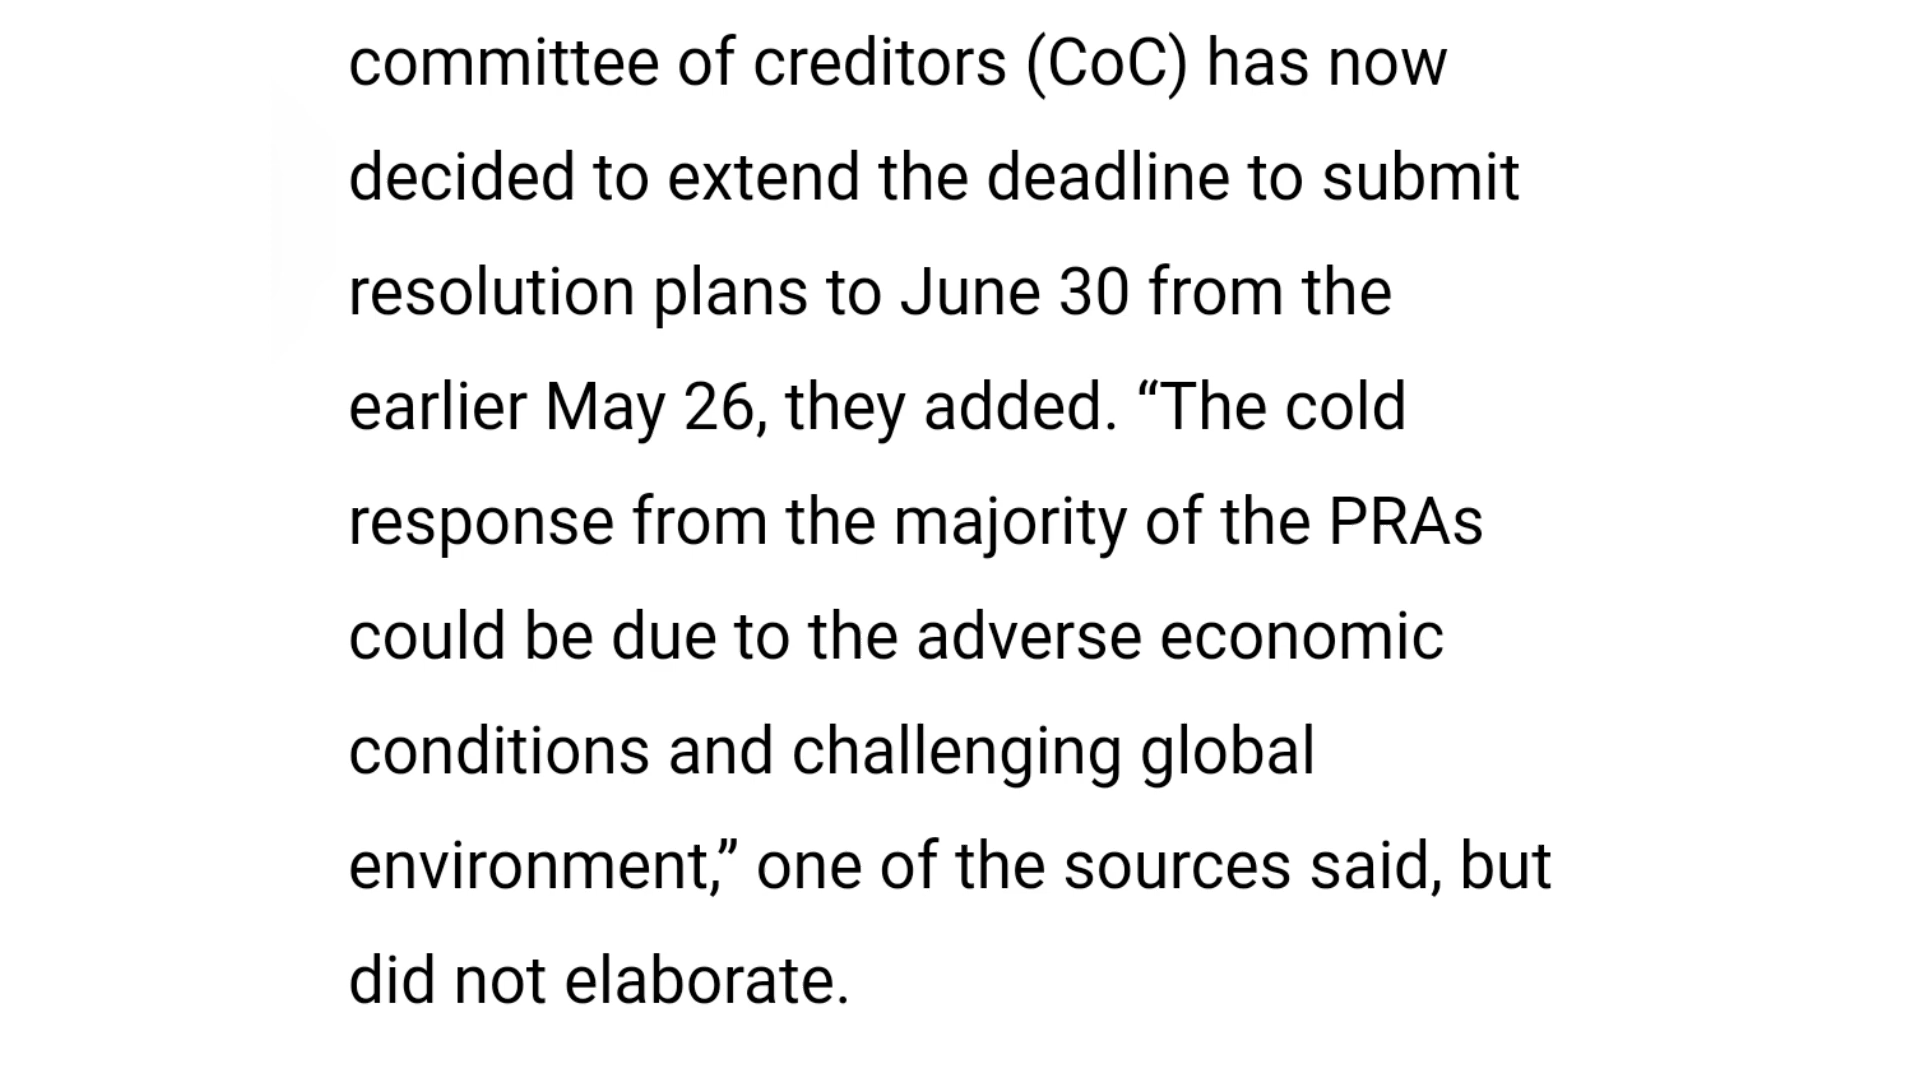 committee of creditors (CoC) has now
decided to extend the deadline to submit
resolution plans to June 30 from the
earlier May 26, they added. “The cold
response from the majority of the PRAs
could be due to the adverse economic
conditions and challenging global
environment,” one of the sources said, but
did not elaborate.